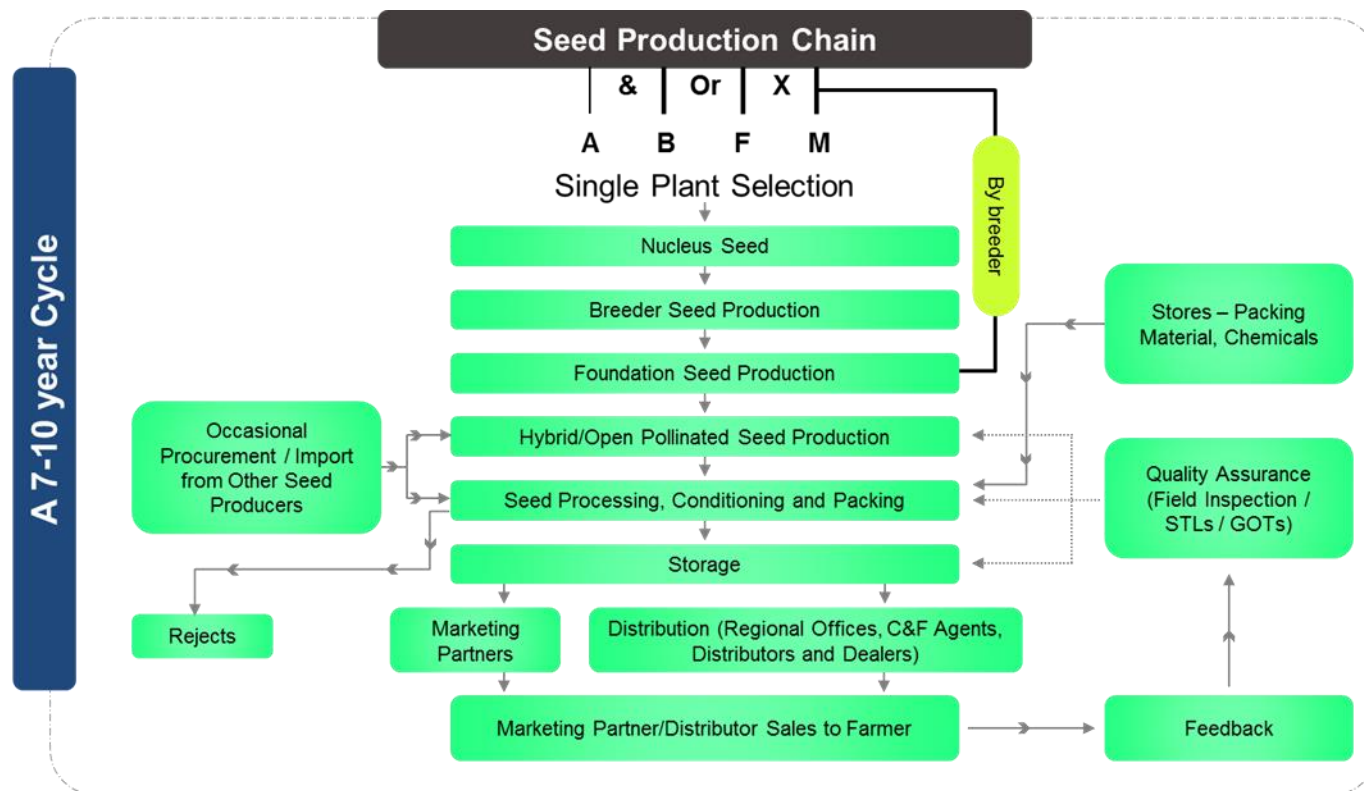 Seed Production Chain
& Or X
A B F M
Single Plant Selection
By breeder
A 7-10 year Cycle
Nucleus Seed
Breeder Seed Production
Foundation Seed Production
Stores – Packing
Material, Chemicals
Occasional
Procurement / Import
from Other Seed
Producers
Hybrid/Open Pollinated Seed Production
Seed Processing, Conditioning and Packing
Quality Assurance
(Field Inspection /
STLs / GOTs)
Storage
Rejects
Marketing
Partners
Distribution (Regional Offices, C&F Agents,
Distributors and Dealers)
Marketing Partner/Distributor Sales to Farmer
Feedback